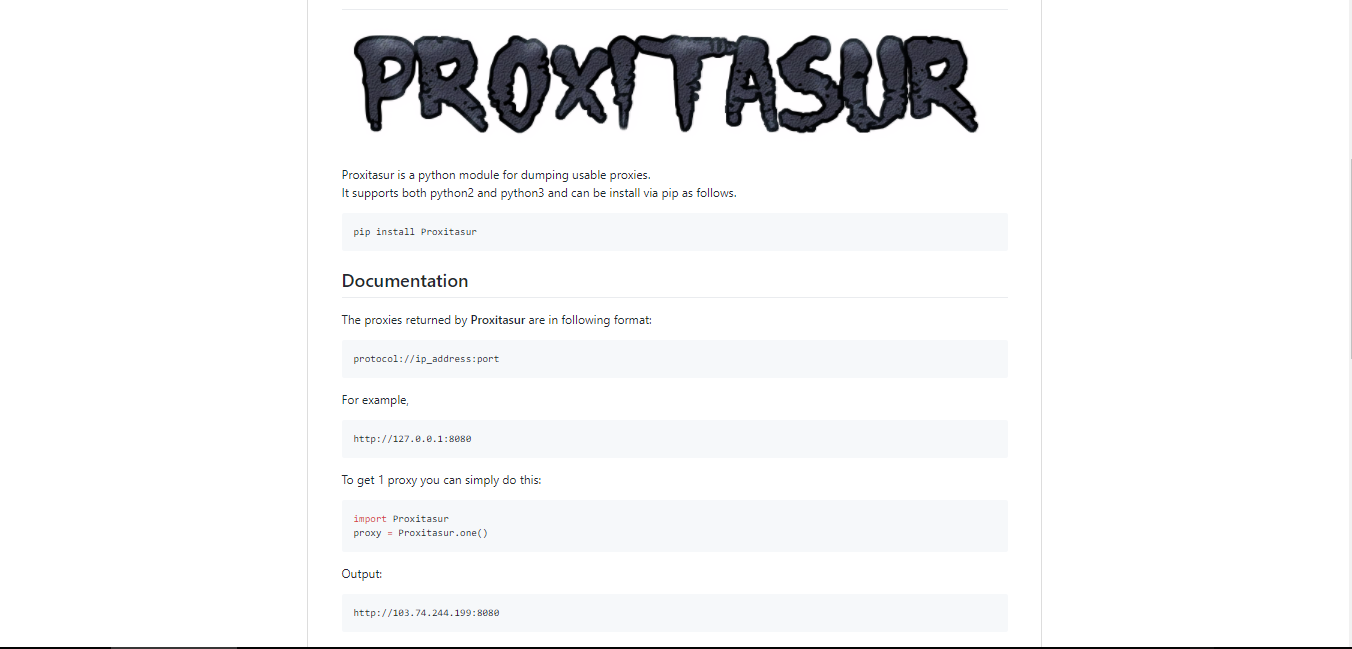 PROXITASUR
Proxitasur is a python module for dumping usable proxies.
It supports both python2 and python3 and can be install via pip as follows.
pip install Proxitasur
Documentation
The proxies returned by Proxitasur are in following format:
protocol://ip_address:port
For example,
http://127.0.0.1:8080
To get 1 proxy you can simply do this:
import Proxitasur
proxy = Proxitasur.one()
Output:
http://103.74.244.199:8080